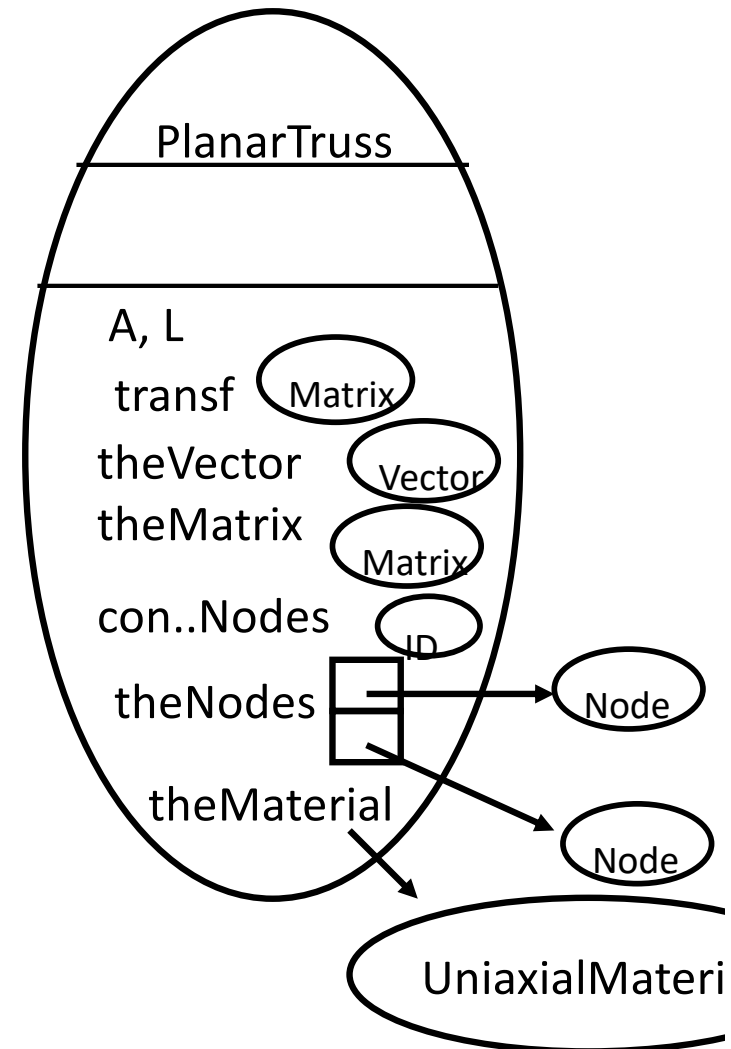 PlanarTruss
A, L
transf Matrix
theVector Vector
theMatrix Matrix
con..Nodes ID
theNodes Node
Node
theMaterial
UniaxialMateri